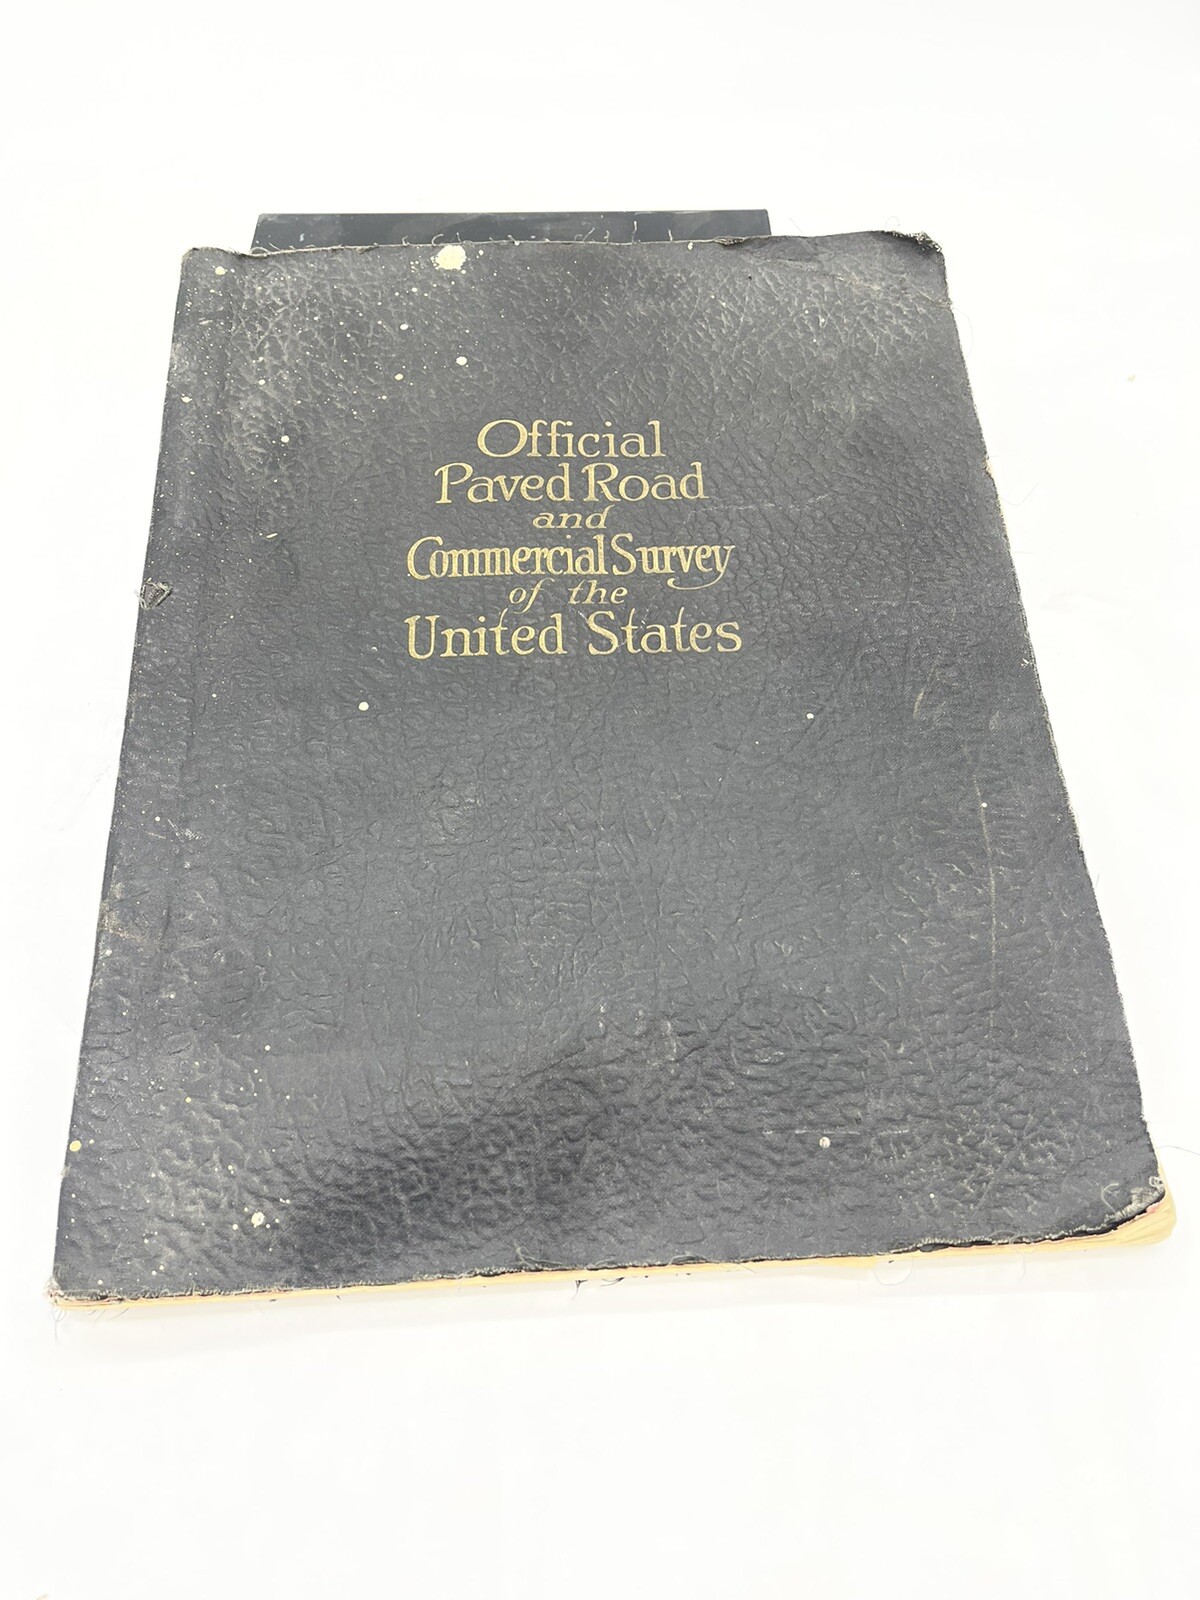 Official
Paved Road
and
Commercial Survey
of the
United States